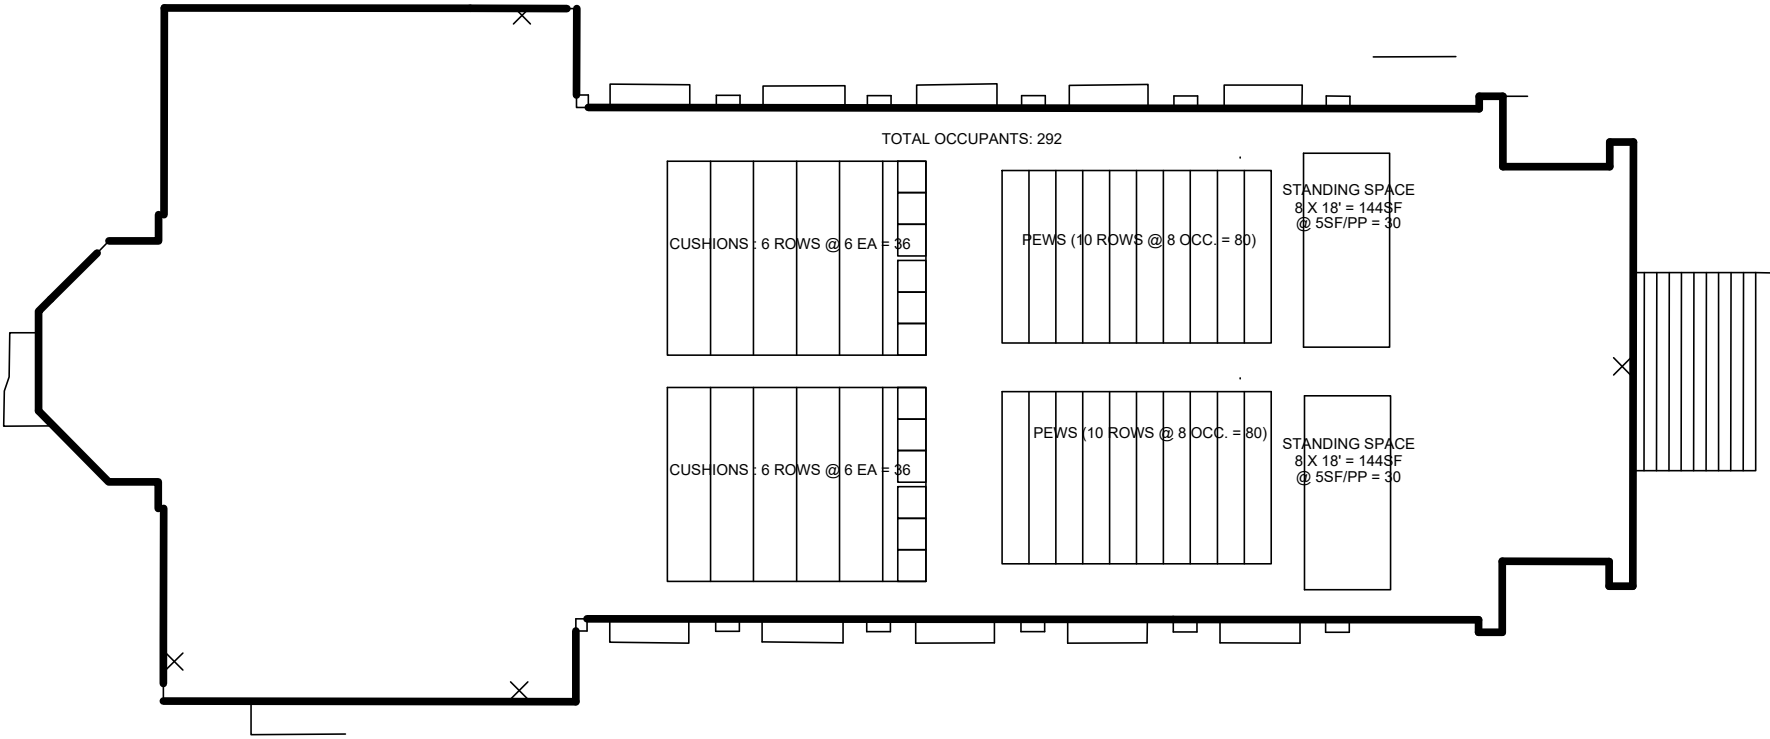 TOTAL OCCUPANTS: 292
CUSHIONS : 6 ROWS @ 6 EA = 36
PEWS (10 ROWS @ 8 OCC. = 80)
STANDING SPACE
8 X 18' = 144SF
@ 5SF/PP = 30
CUSHIONS : 6 ROWS @ 6 EA = 36
PEWS (10 ROWS @ 8 OCC. = 80)
STANDING SPACE
8 X 18' = 144SF
@ 5SF/PP = 30